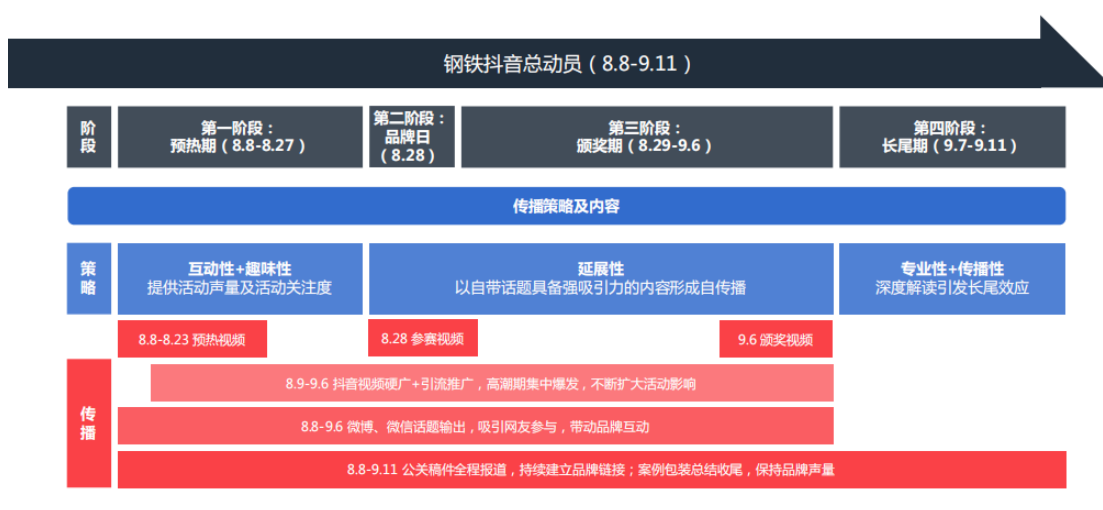 钢铁抖音总动员（8.8-9.11）
阶
段
第一阶段：
预热期（8.8-8.27）
第二阶段：
品牌日
（8.28）
第三阶段：
颁奖期（8.29-9.6）
第四阶段：
长尾期（9.7-9.11）
传播策略及内容
策
略
互动性+趣味性
提供活动声量及活动关注度
延展性
以自带话题具备强吸引力的内容形成自传播
专业性+传播性
深度解读引发长尾效应
8.8-8.23 预热视频
8.28 参赛视频
9.6 颁奖视频
传
播
8.9-9.6 抖音视频硬广+引流推广，高潮期集中爆发，不断扩大活动影响
8.8-9.6 微博、微信话题输出，吸引网友参与，带动品牌互动
8.8-9.11 公关稿件全程报道，持续建立品牌链接；案例包装总结收尾，保持品牌声量